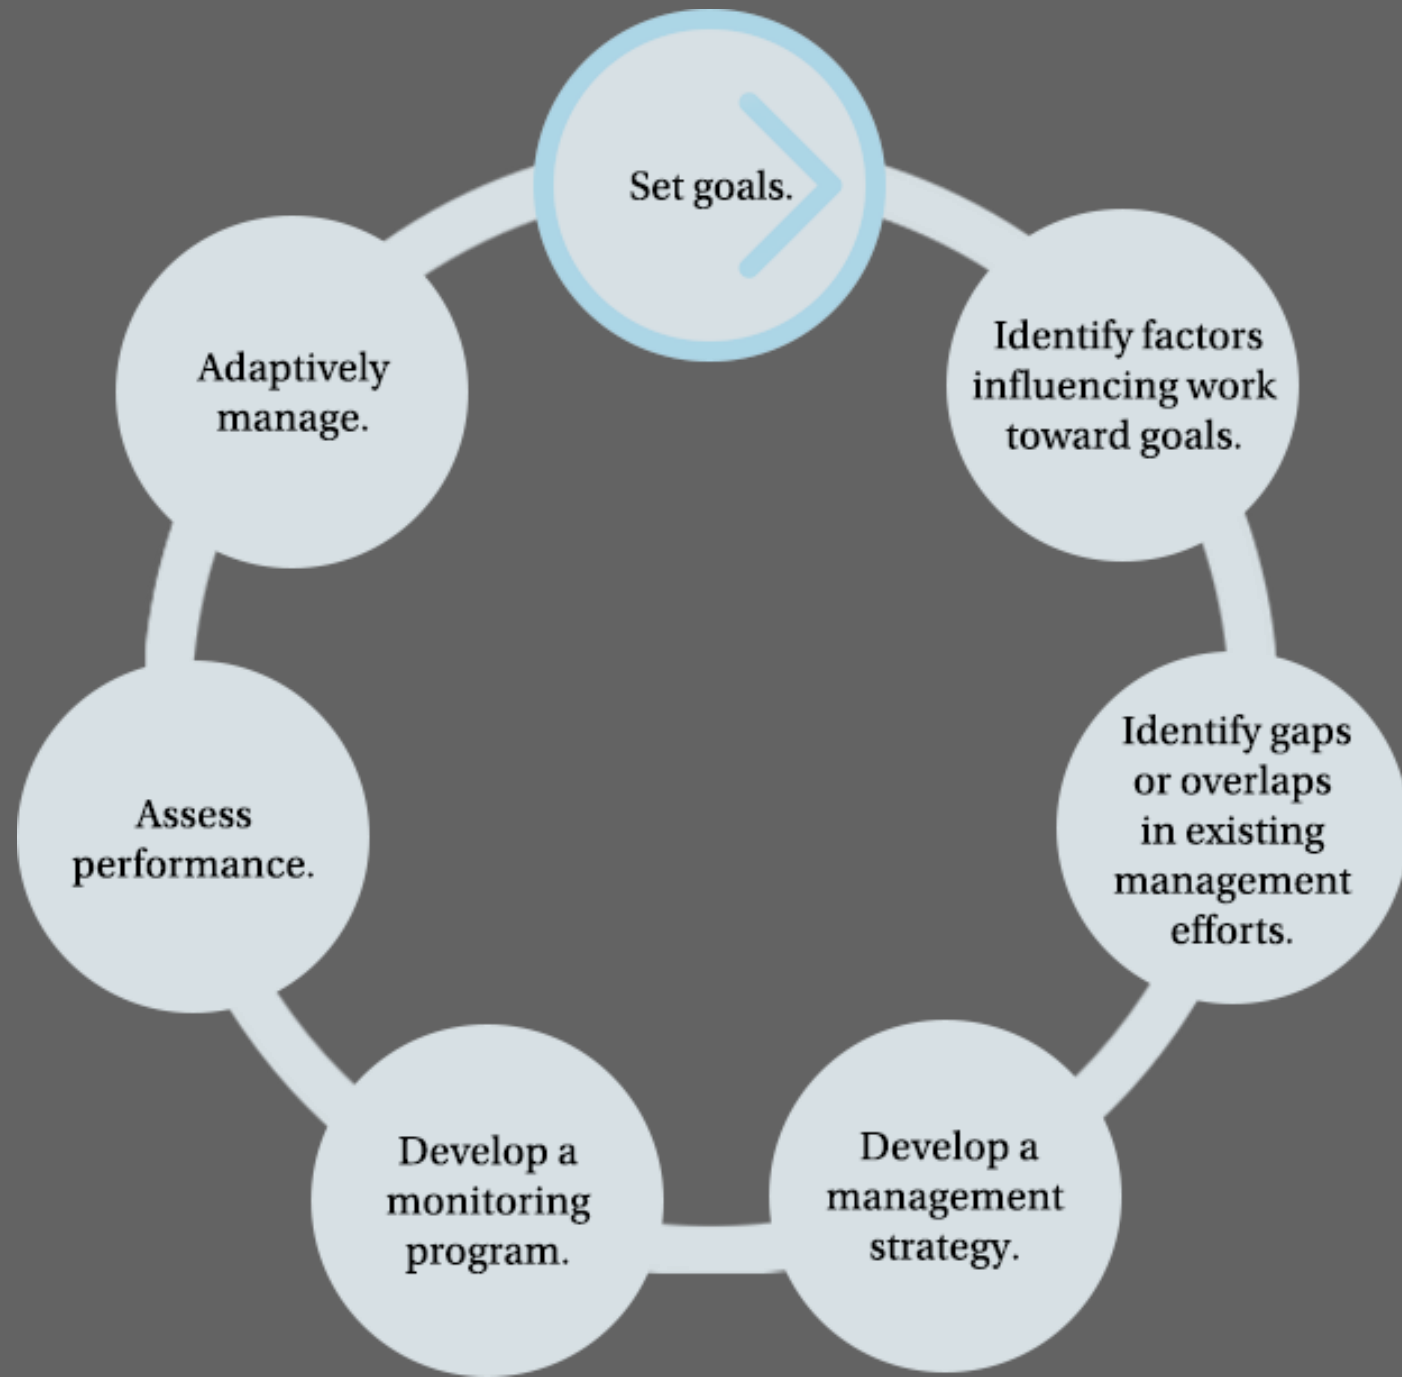 Set goals.
Identify factors
influencing work
toward goals.
Identify gaps
or overlaps
in existing
management
efforts.
Develop a
management
strategy.
Develop a
monitoring
program.
Assess
performance.
Adaptively
manage.